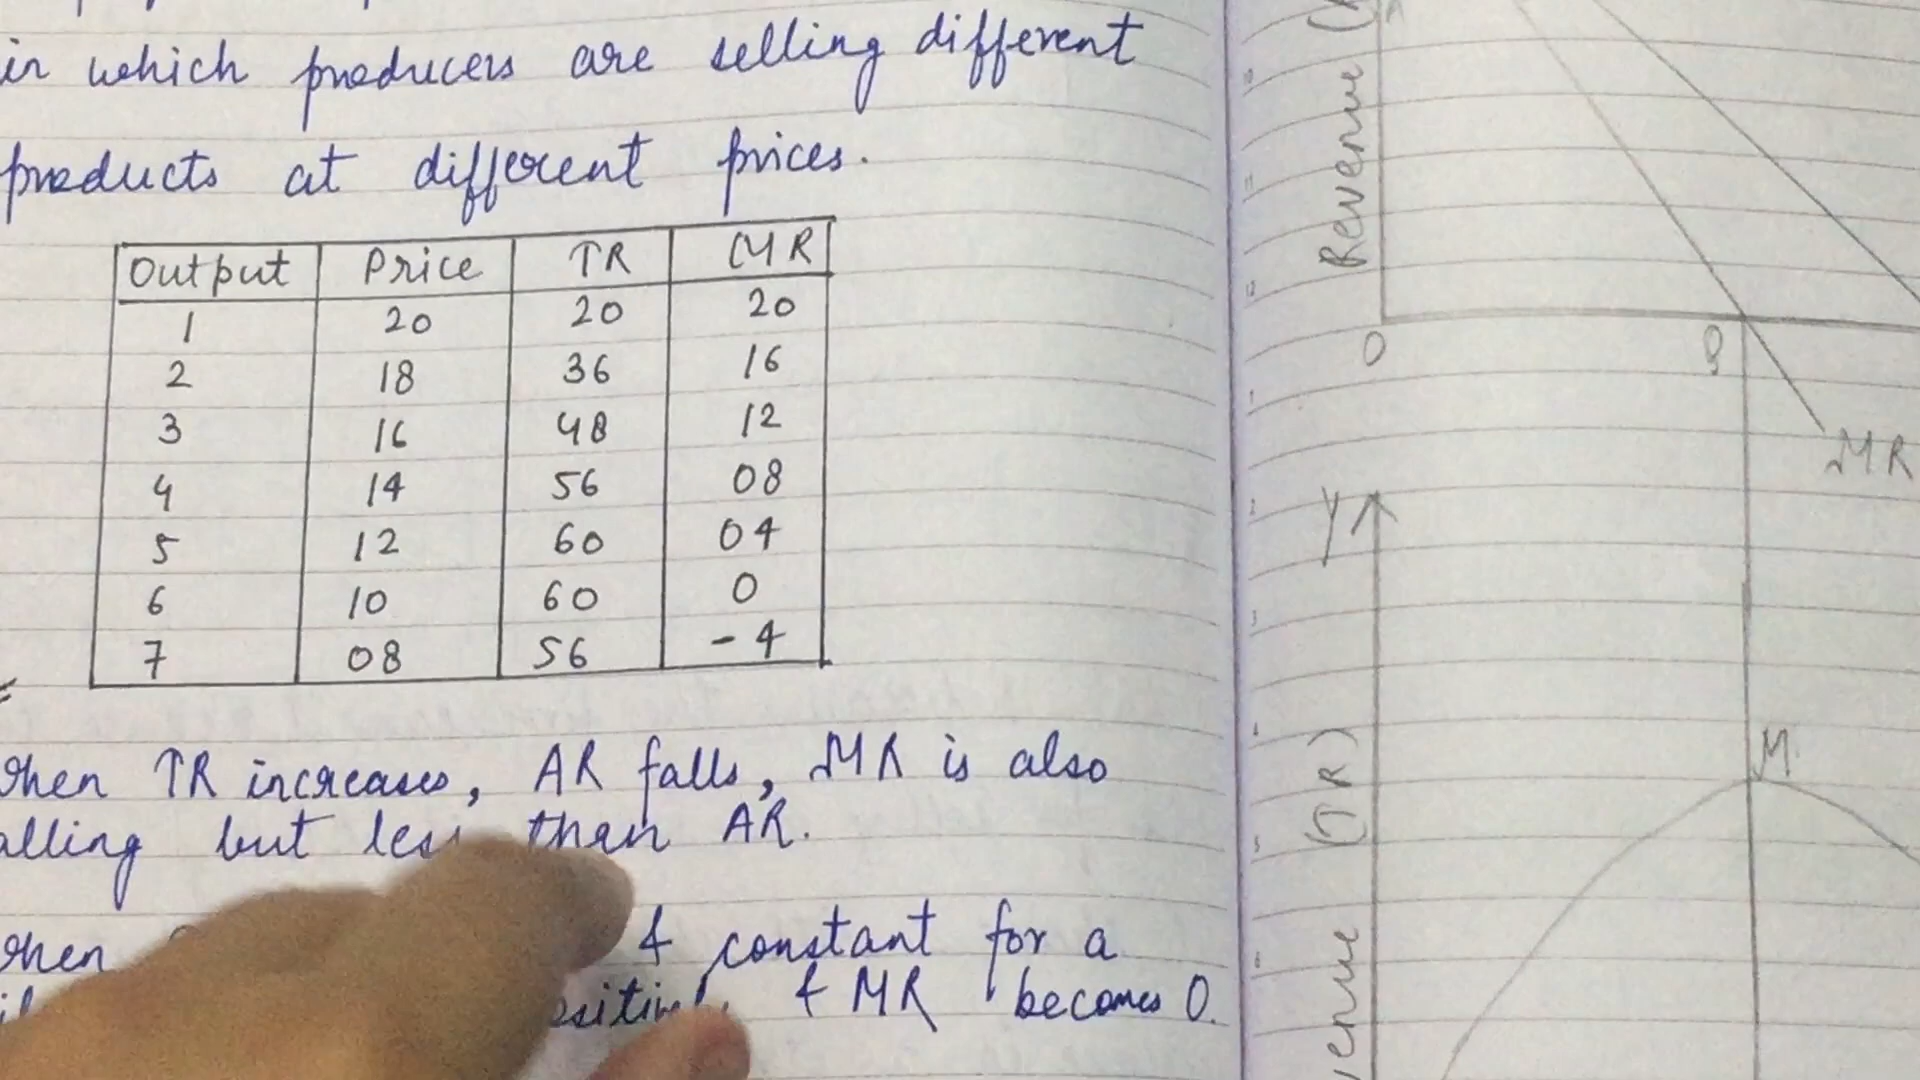 in which producers are selling different
products at different prices.
Output Price TR MR
1 20 20 20
2 18 36 16
3 16 48 12
4 14 56 08
5 12 60 04
6 10 60 0
7 08 56 -4
when TR increases, AR falls, MR is also
alling but less than AR.
when & constant for a
& MR becomes 0.
Revenue
O
MR
Y
M
venue (TR)